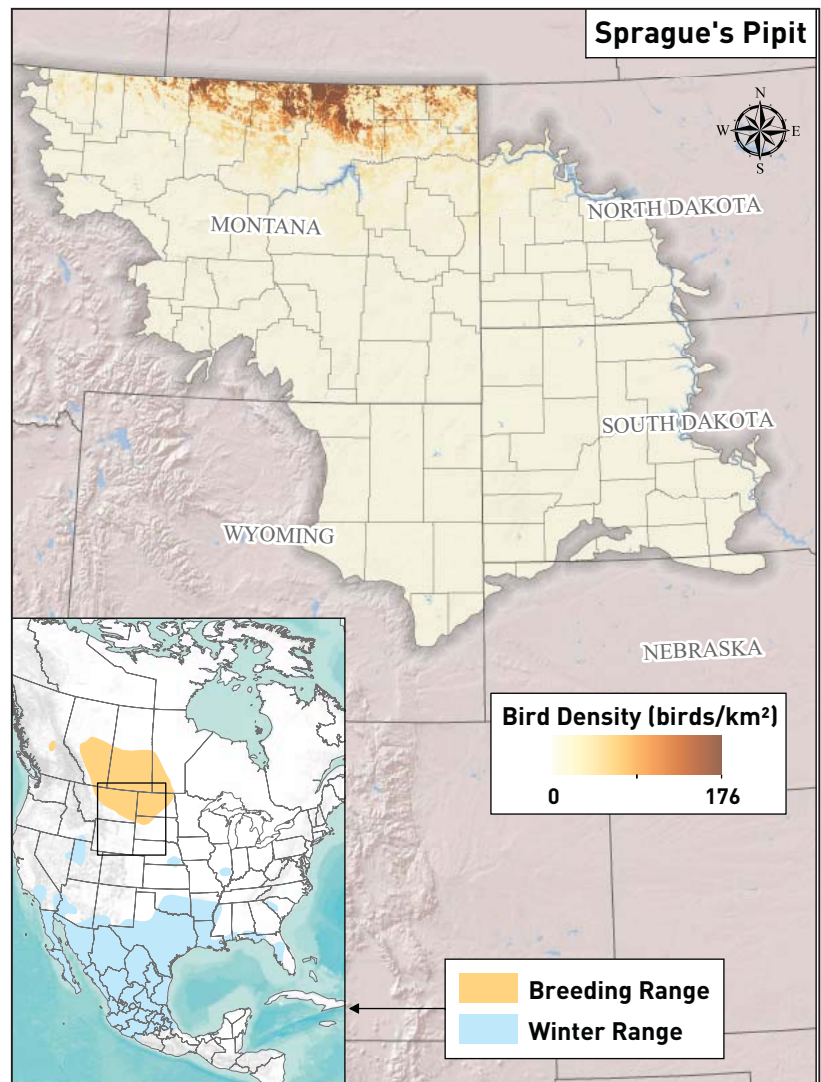 Sprague's Pipit
N
W E
S
MONTANA
NORTH DAKOTA
SOUTH DAKOTA
WYOMING
NEBRASKA
Bird Density (birds/km²)
0 176
Breeding Range
Winter Range